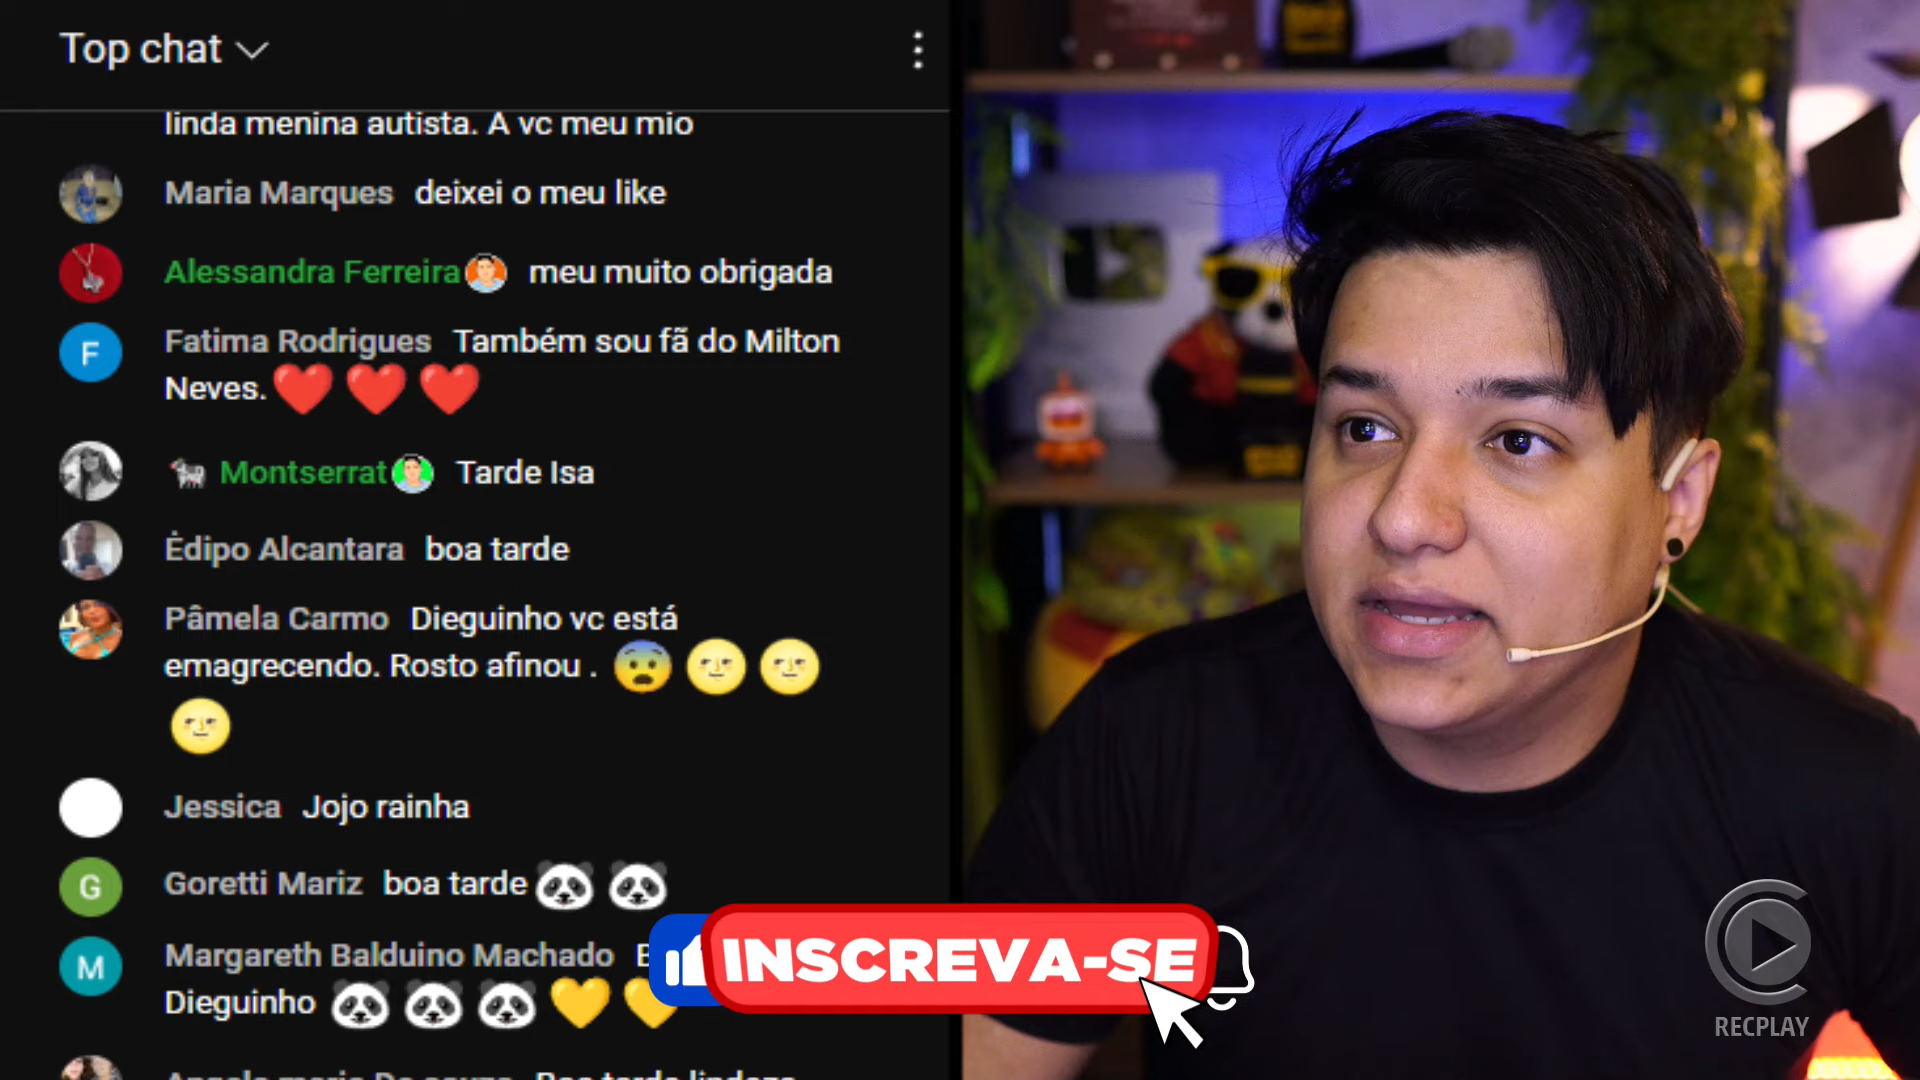 Top chat
linda menina autista. A vc meu mio
Maria Marques deixei o meu like
Alessandra Ferreira meu muito obrigada
F Fatima Rodrigues Também sou fã do Milton
Neves.
Montserrat Tarde Isa
Édipo Alcantara boa tarde
Pâmela Carmo Dieguinho vc está
emagrecendo. Rosto afinou .
Jessica Jojo rainha
G Goretti Mariz boa tarde
M Margareth Balduino Machado
Dieguinho
INSCREVA-SE
RECPLAY